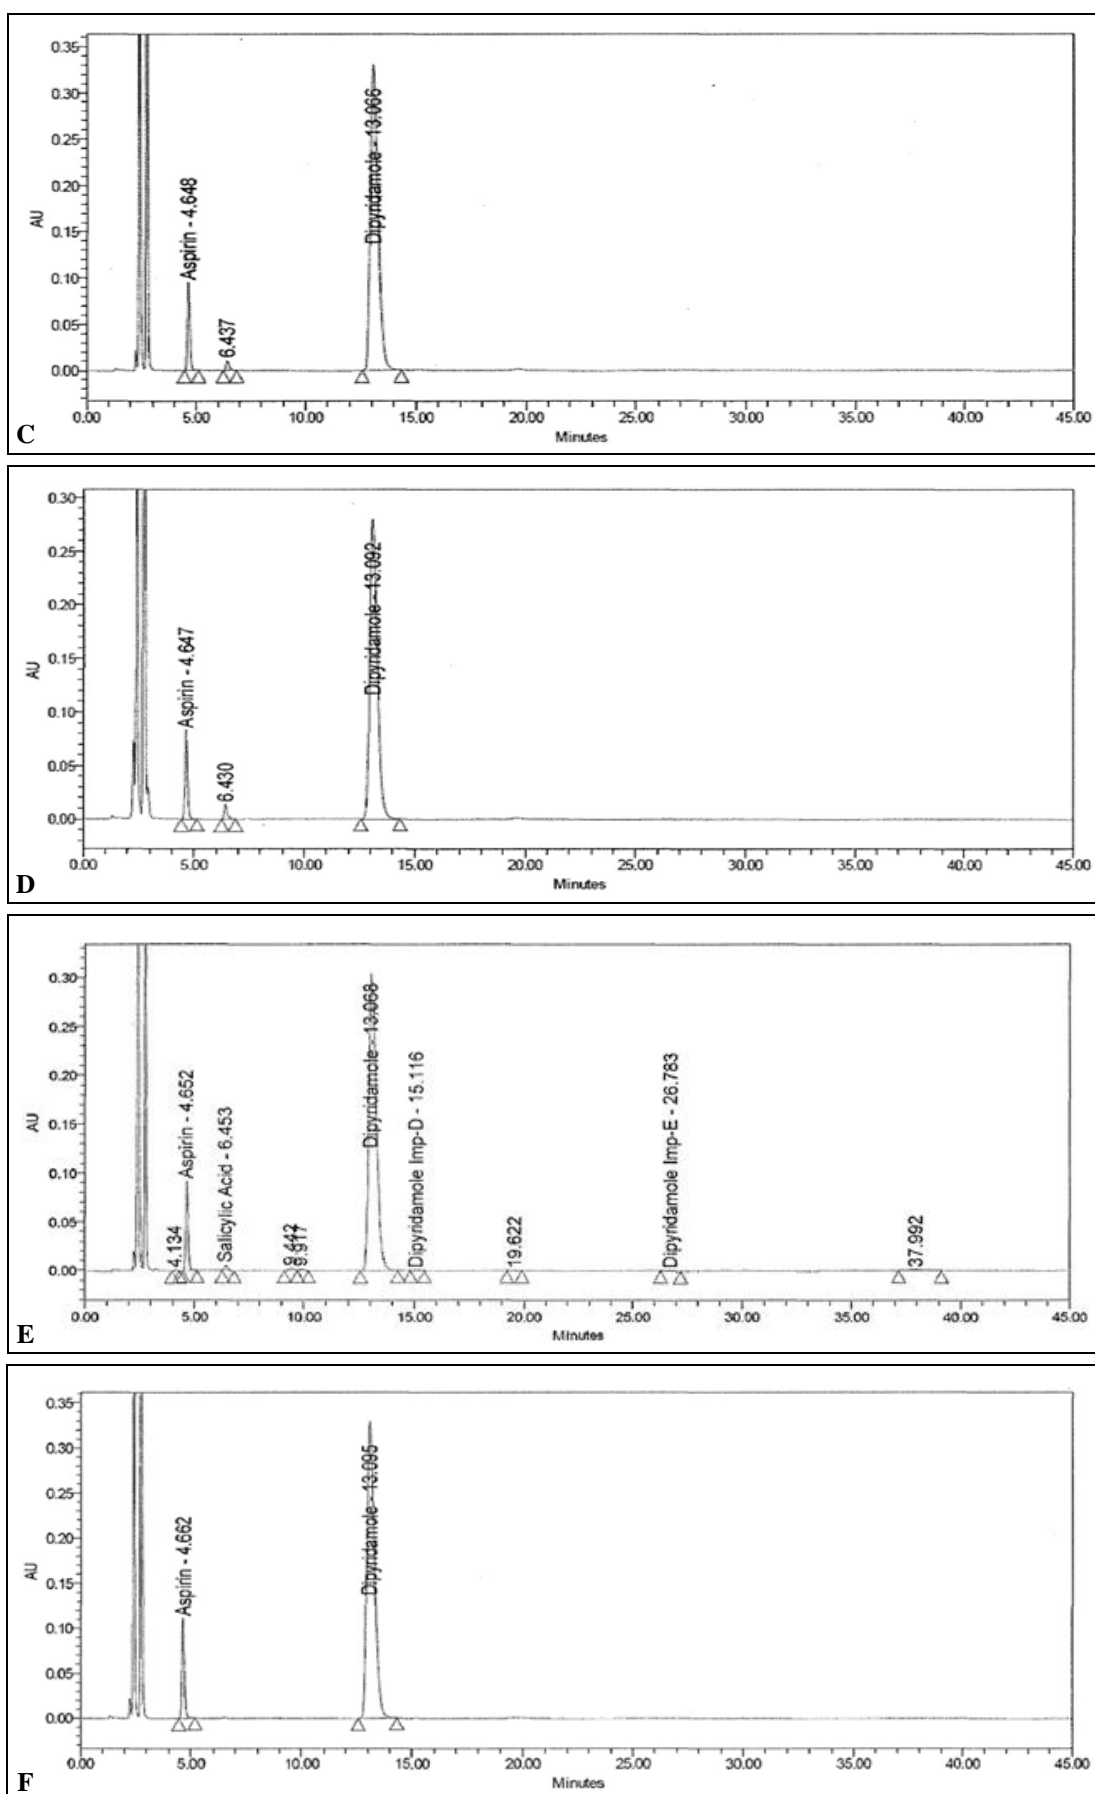 0.35
0.30
0.25
0.20
0.15
0.10
0.05
0.00
AU
Aspirin - 4.648
6.437
Dipyridamole - 13.066
0.00 5.00 10.00 15.00 20.00 25.00 30.00 35.00 40.00 45.00
Minutes
C
0.30
0.25
0.20
0.15
0.10
0.05
0.00
AU
Aspirin - 4.647
6.430
Dipyridamole - 13.092
0.00 5.00 10.00 15.00 20.00 25.00 30.00 35.00 40.00 45.00
Minutes
D
0.30
0.25
0.20
0.15
0.10
0.05
0.00
AU
4.134
Aspirin - 4.652
Salicylic Acid - 6.453
9.442
9.917
Dipyridamole - 13.068
Dipyridamole Imp-D - 15.116
19.622
Dipyridamole Imp-E - 26.783
37.992
0.00 5.00 10.00 15.00 20.00 25.00 30.00 35.00 40.00 45.00
Minutes
E
0.35
0.30
0.25
0.20
0.15
0.10
0.05
0.00
AU
Aspirin - 4.662
Dipyridamole - 13.095
0.00 5.00 10.00 15.00 20.00 25.00 30.00 35.00 40.00 45.00
Minutes
F